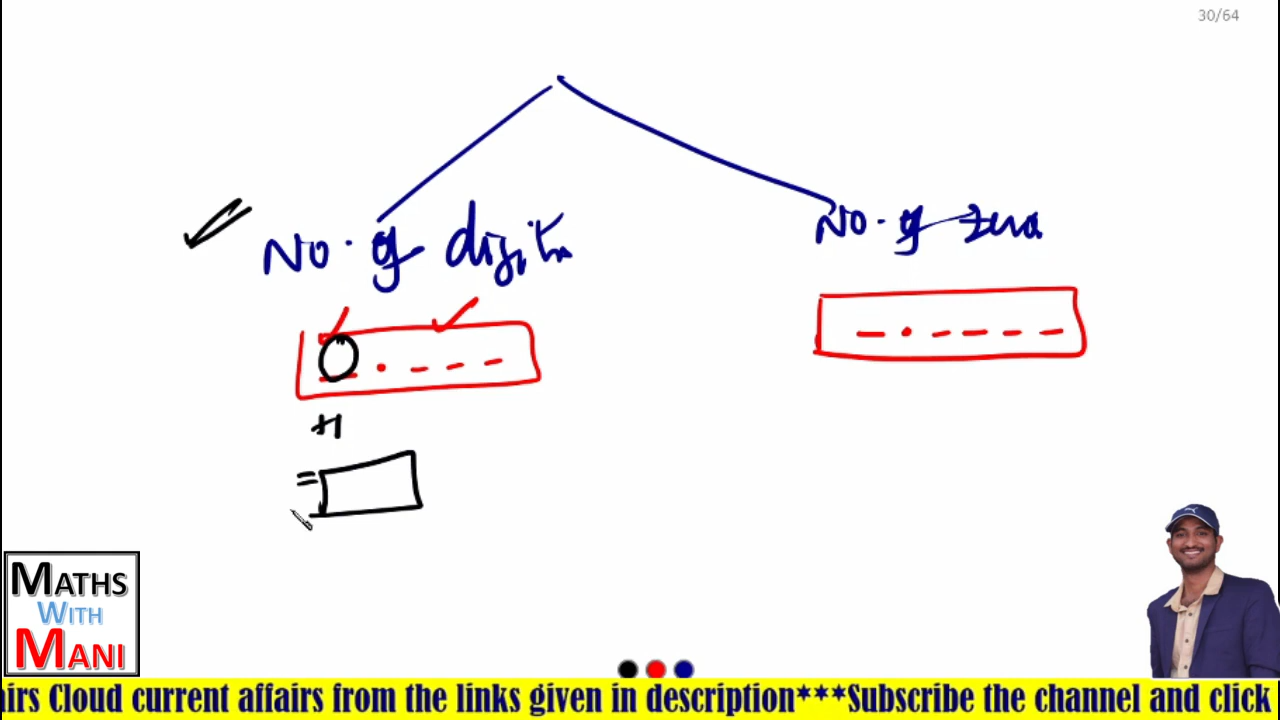 30/64
No. of digits
No. of zero
+1
=
MATHS
WITH
MANI
airs Cloud current affairs from the links given in description***Subscribe the channel and click